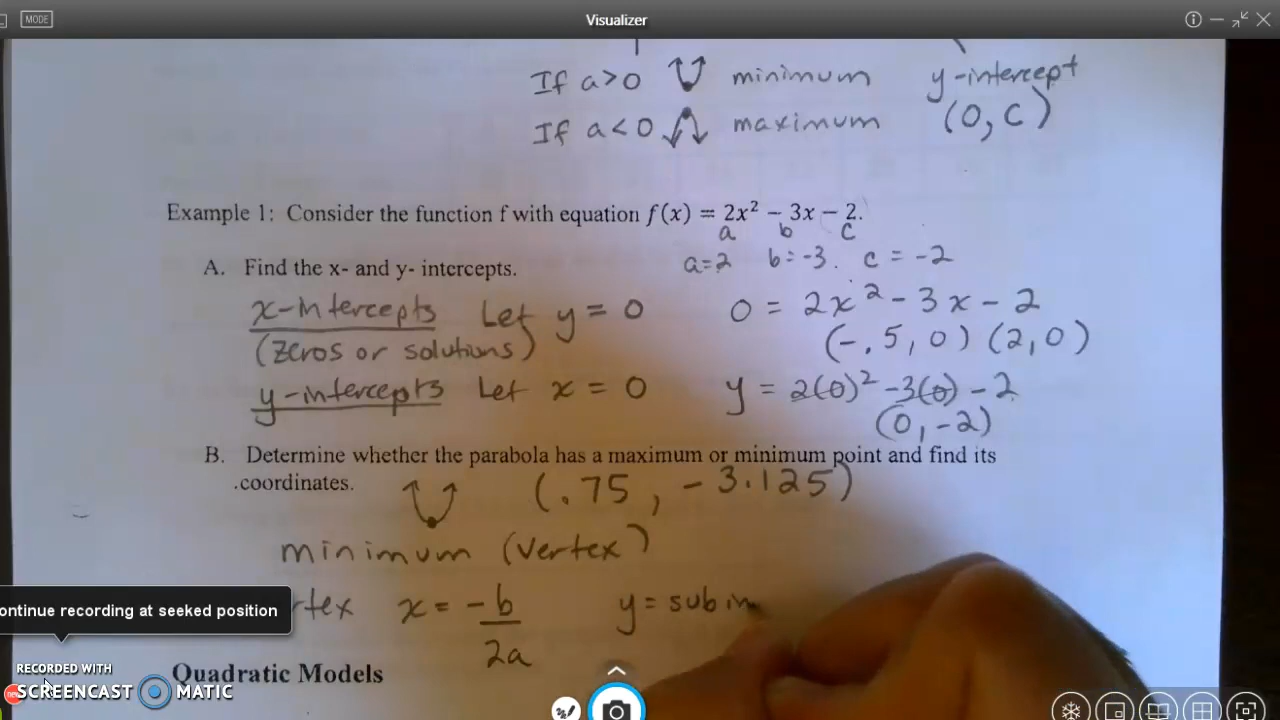 MODE
Visualizer
If a>0 minimum y-intercept
If a<0 maximum (0, c)
Example 1: Consider the function f with equation f(x) = 2x² − 3x − 2.
a b c
a=2 b=-3 c = -2
A. Find the x- and y- intercepts.
x-intercepts Let y = 0 0 = 2x² - 3x - 2
(zeros or solutions) (-.5, 0) (2, 0)
y-intercepts Let x = 0 y = 2(0)² -3(0) - 2
(0, -2)
B. Determine whether the parabola has a maximum or minimum point and find its
.coordinates. (.75, -3.125)
minimum (vertex)
ontinue recording at seeked position
rtex x = -b/2a y = sub in
RECORDED WITH
SCREENCAST MATIC
Quadratic Models